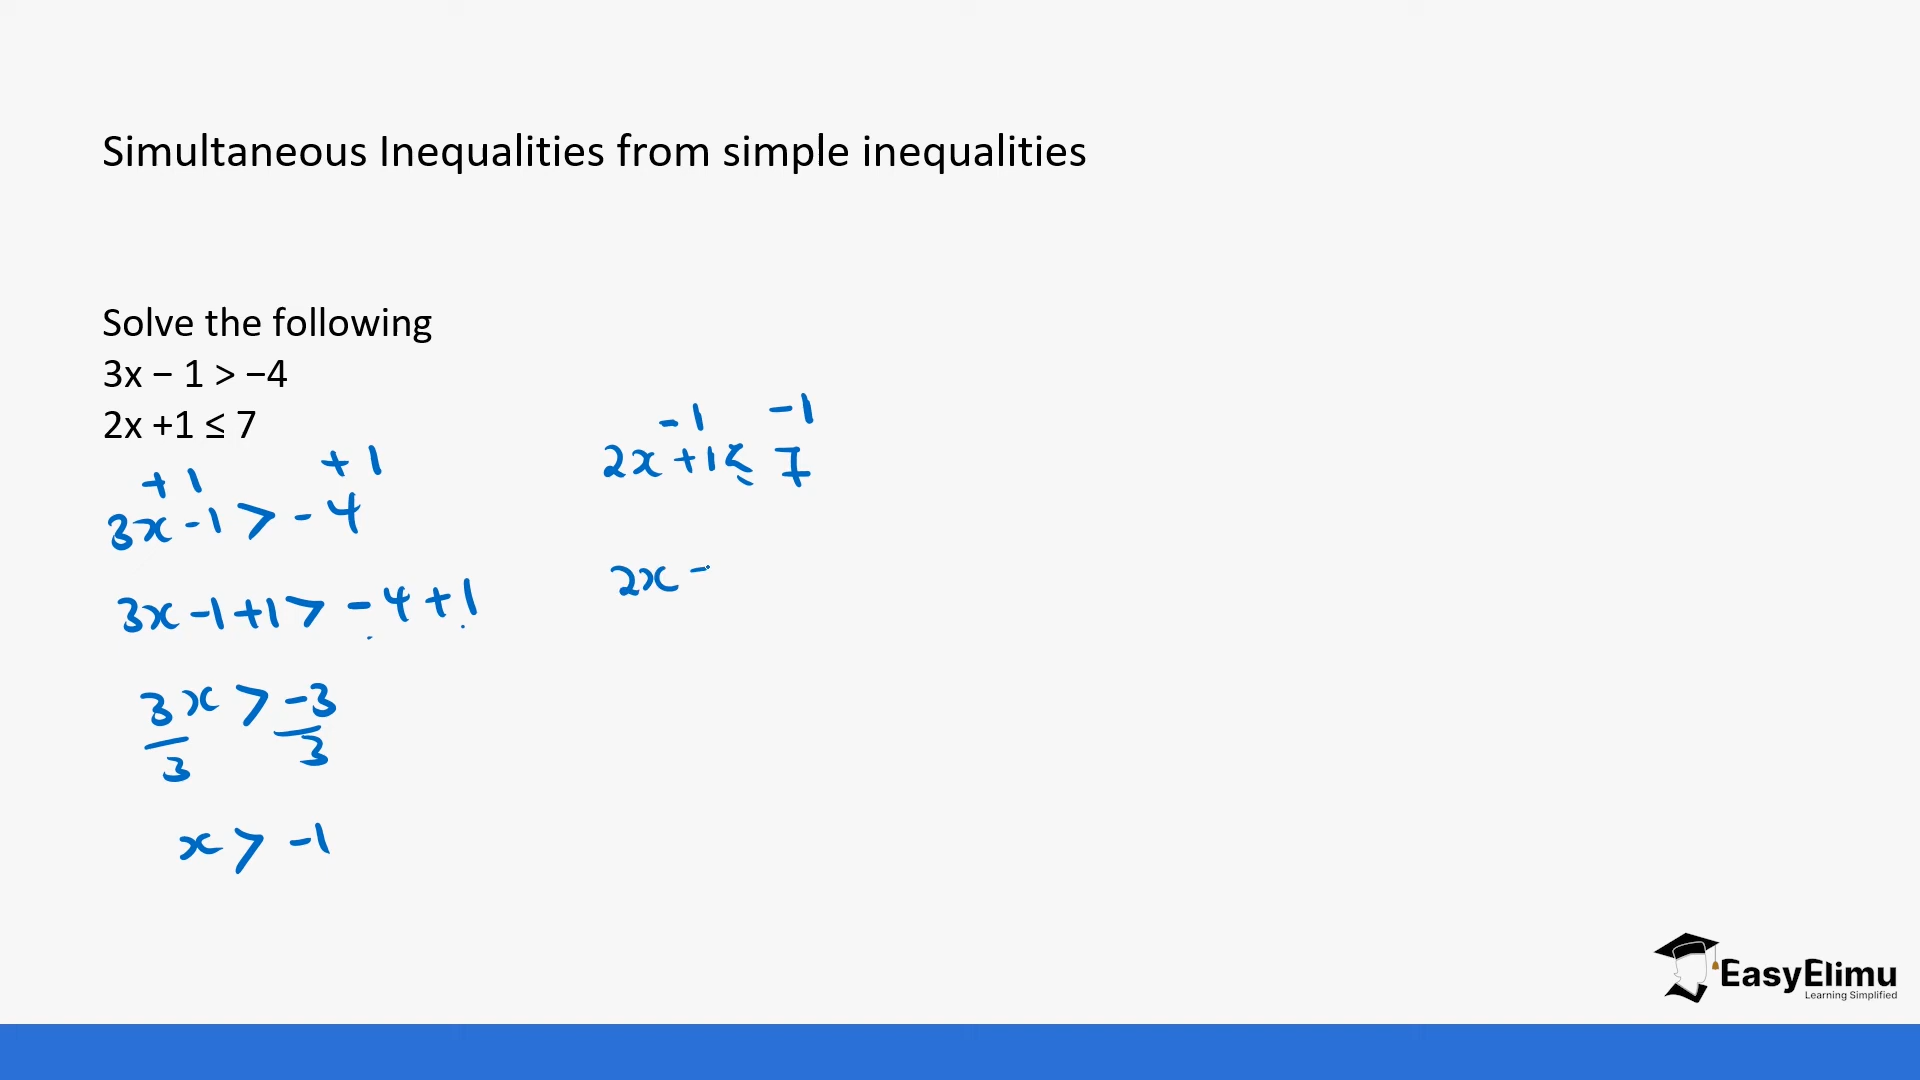 Simultaneous Inequalities from simple inequalities
Solve the following
3x − 1 > −4
2x +1 ≤ 7
+1 +1
3x -1 > -4
3x -1 +1 > -4 +1
3x > -3
3 3
x > -1
-1 -1
2x +1 ≤ 7
2x -
EasyElimu
Learning Simplified